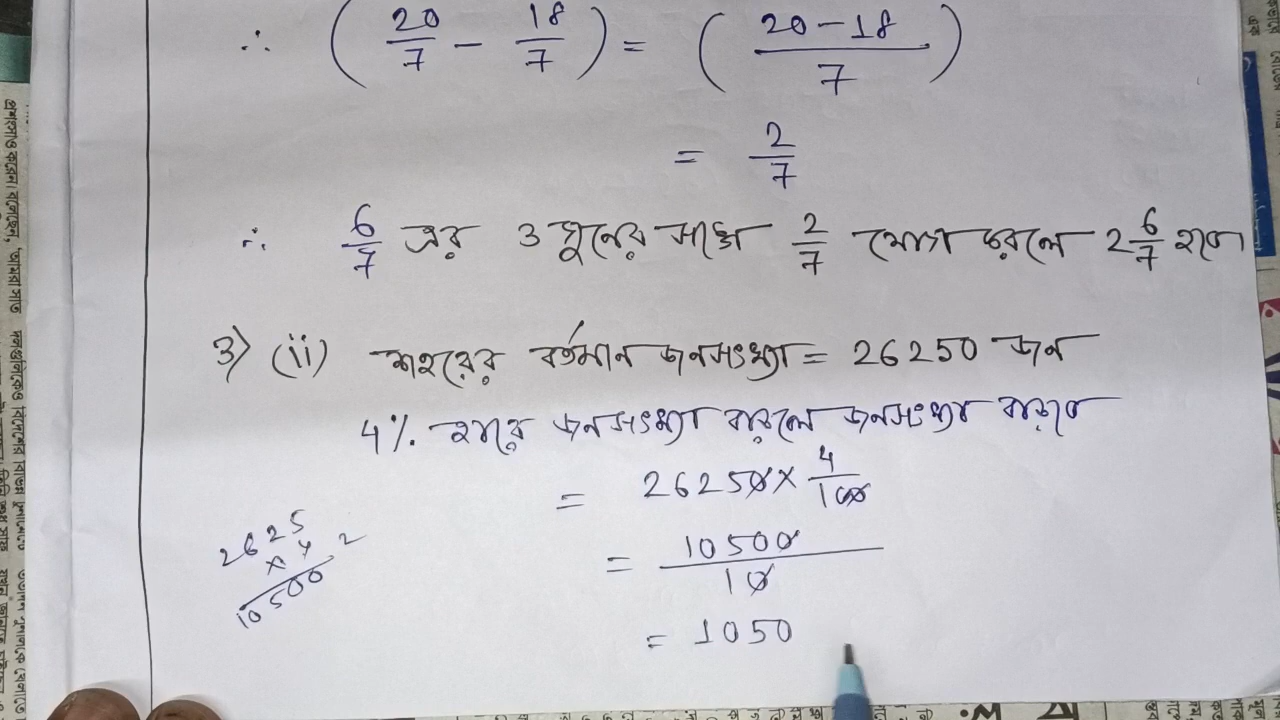 ∴ (20/7 − 18/7) = (20 − 18 / 7)
= 2/7
∴ 6/7 এর 3 গুনের সাথে 2/7 যোগ করলে 2 6/7 হবে।
3) (ii) শহরের বর্তমান জনসংখ্যা = 26250 জন
4% হারে জনসংখ্যা বাড়লে জনসংখ্যা বাড়বে
= 26250 × 4/100
= 10500/10
= 1050
2625
× 4
10500
2